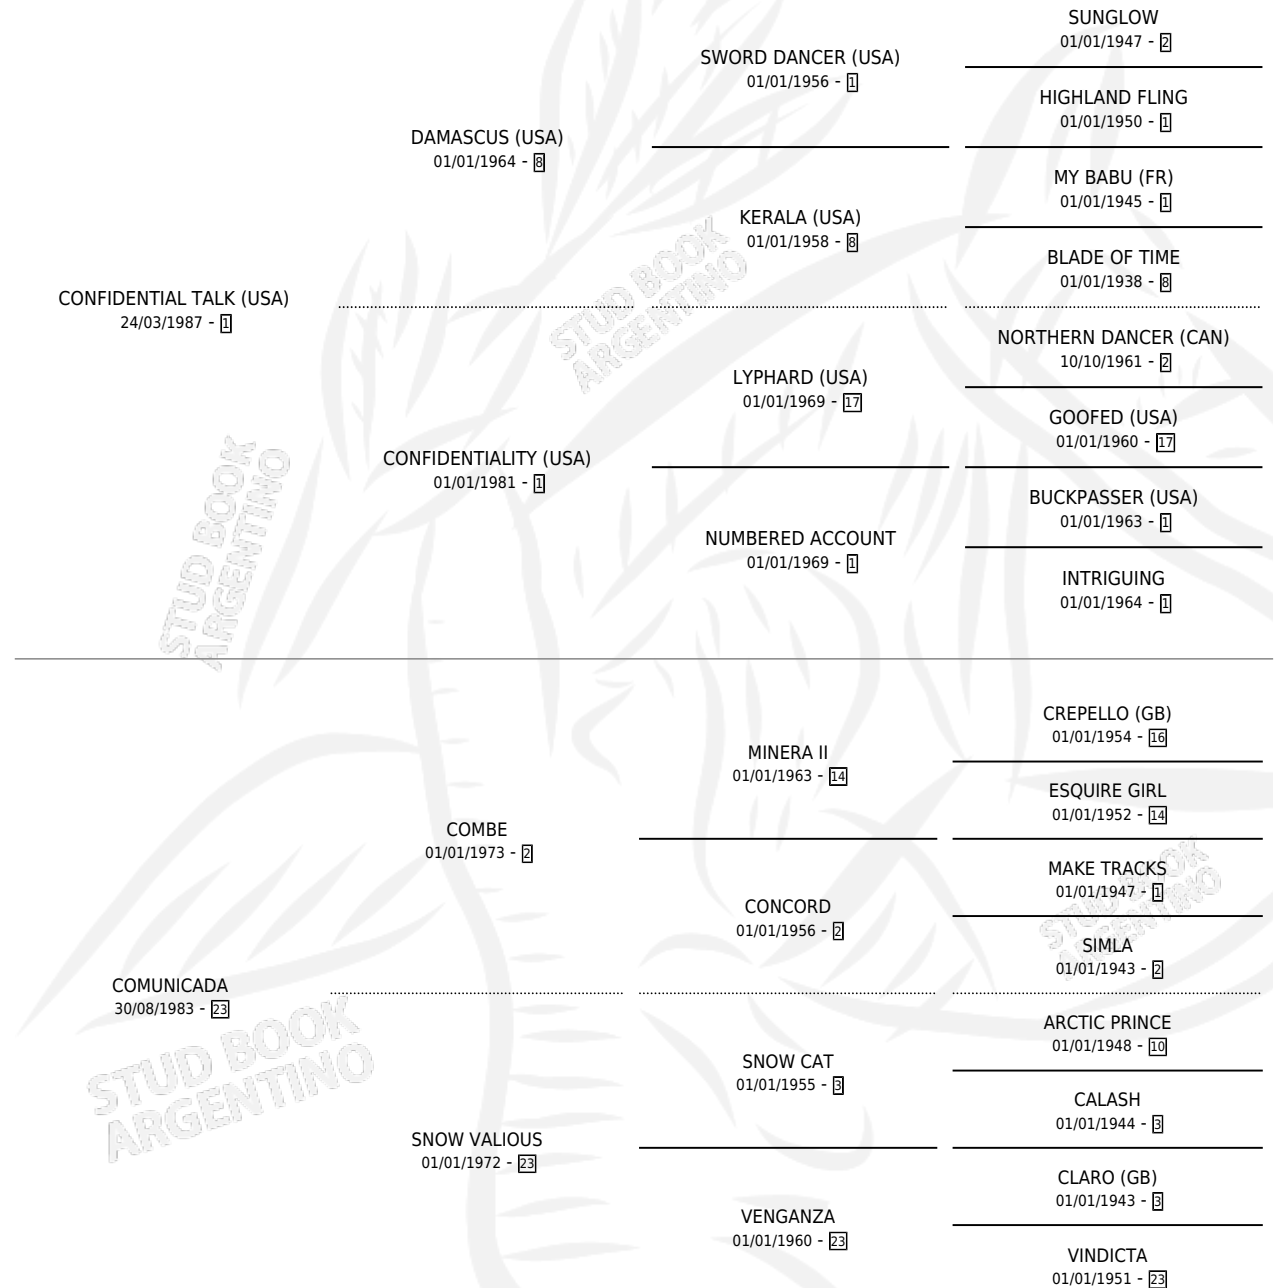 SUNGLOW
01/01/1947 - 2
SWORD DANCER (USA)
01/01/1956 - 1
HIGHLAND FLING
01/01/1950 - 1
DAMASCUS (USA)
01/01/1964 - 8
MY BABU (FR)
01/01/1945 - 1
KERALA (USA)
01/01/1958 - 8
BLADE OF TIME
01/01/1938 - 8
CONFIDENTIAL TALK (USA)
24/03/1987 - 1
NORTHERN DANCER (CAN)
10/10/1961 - 2
LYPHARD (USA)
01/01/1969 - 17
GOOFED (USA)
01/01/1960 - 17
CONFIDENTIALITY (USA)
01/01/1981 - 1
BUCKPASSER (USA)
01/01/1963 - 1
NUMBERED ACCOUNT
01/01/1969 - 1
INTRIGUING
01/01/1964 - 1
STUD BOOK
ARGENTINO
STUD BOOK
ARGENTINO
CREPELLO (GB)
01/01/1954 - 16
MINERA II
01/01/1963 - 14
ESQUIRE GIRL
01/01/1952 - 14
COMBE
01/01/1973 - 2
MAKE TRACKS
01/01/1947 - 1
CONCORD
01/01/1956 - 2
SIMLA
01/01/1943 - 2
COMUNICADA
30/08/1983 - 23
ARCTIC PRINCE
01/01/1948 - 10
SNOW CAT
01/01/1955 - 3
CALASH
01/01/1944 - 3
SNOW VALIOUS
01/01/1972 - 23
CLARO (GB)
01/01/1943 - 3
VENGANZA
01/01/1960 - 23
VINDICTA
01/01/1951 - 23
STUD BOOK
ARGENTINO
STUD BOOK
ARGENTINO